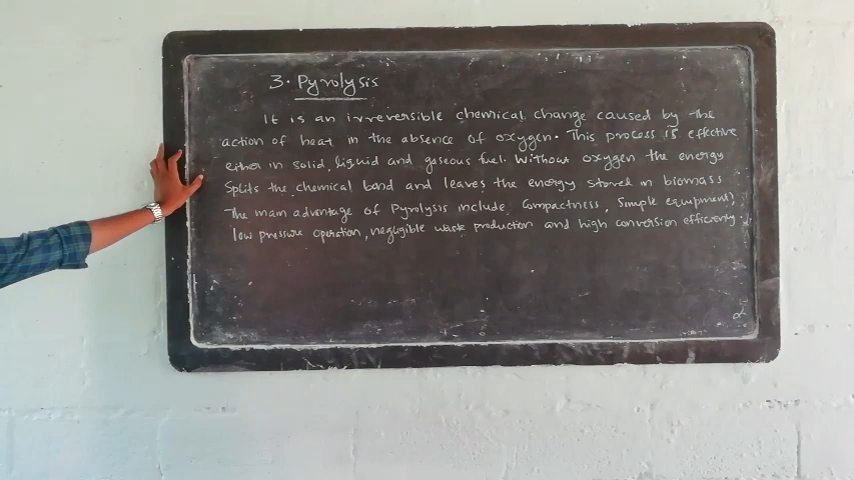 3. Pyrolysis
It is an irreversible chemical change caused by the
action of heat in the absence of oxygen. This process is effective
either in solid, liquid and gaseous fuel. Without oxygen the energy
splits the chemical bond and leaves the energy stored in biomass
The main advantage of Pyrolysis include Compactness, Simple equipment,
low pressure operation, negligible waste production and high conversion efficiency.